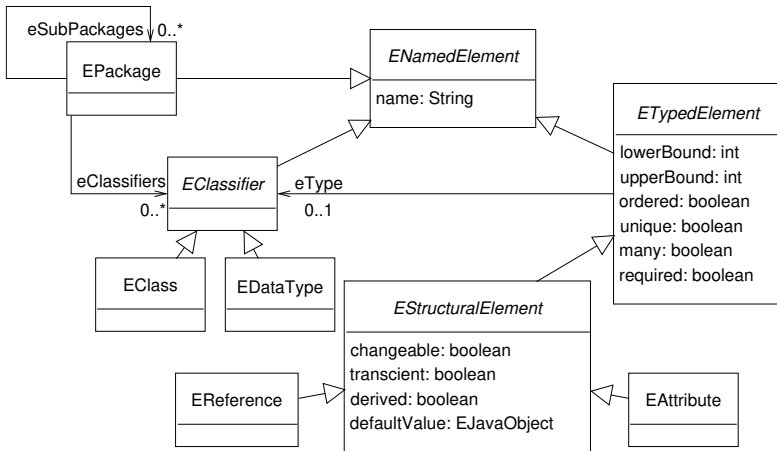 eSubPackages 0..*
EPackage
ENamedElement
name: String
ETypedElement
lowerBound: int
upperBound: int
ordered: boolean
unique: boolean
many: boolean
required: boolean
eClassifiers
0..*
EClassifier
eType
0..1
EClass
EDataType
EStructuralElement
changeable: boolean
transcient: boolean
derived: boolean
defaultValue: EJavaObject
EReference
EAttribute